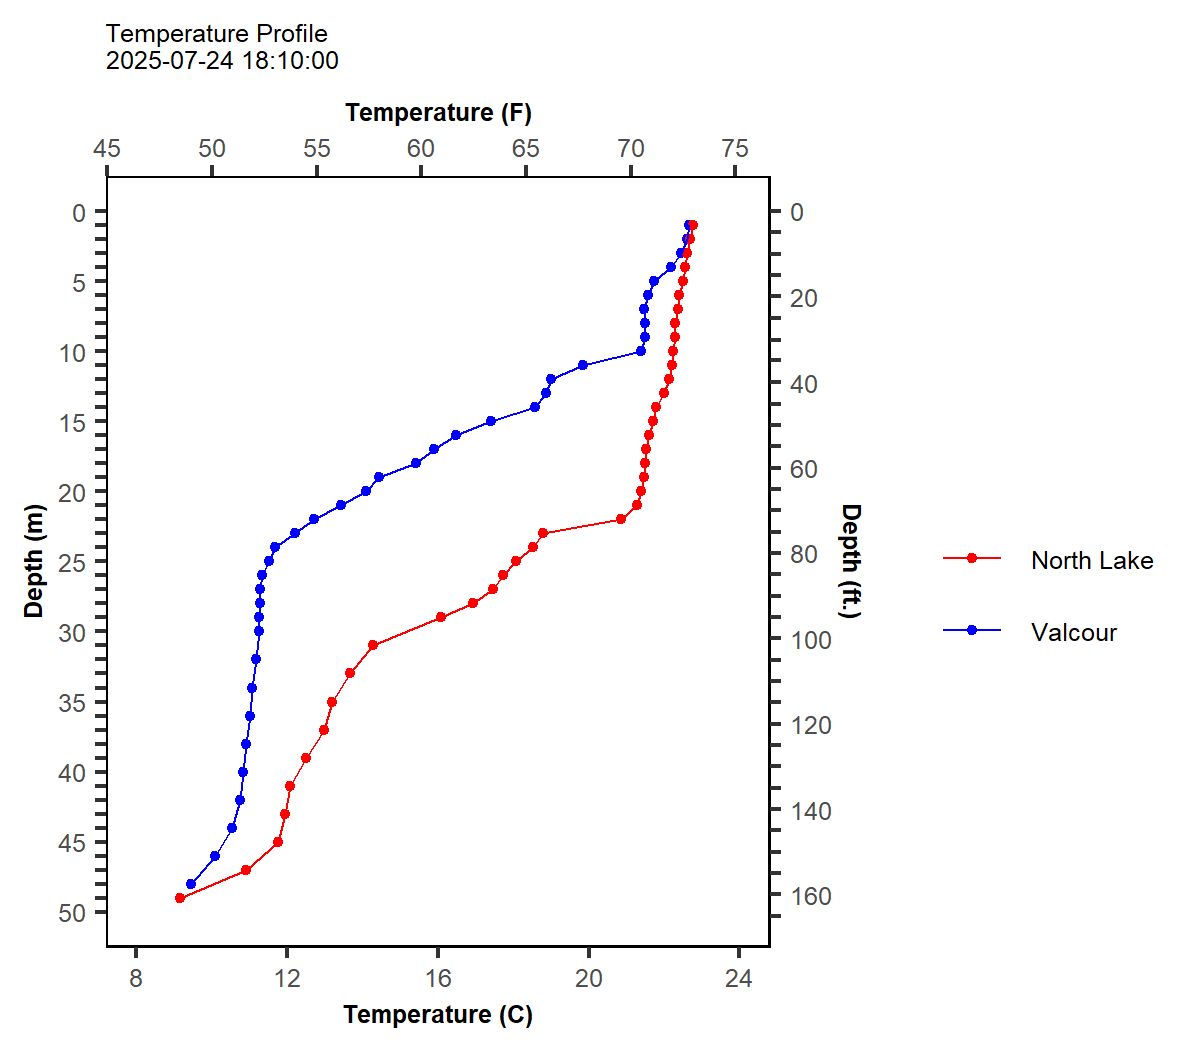 Temperature Profile
2025-07-24 18:10:00
Temperature (F)
45 50 55 60 65 70 75
0
5
10
15
20
25
30
35
40
45
50
Depth (m)
0
20
40
60
80
100
120
140
160
Depth (ft.)
North Lake
Valcour
8 12 16 20 24
Temperature (C)